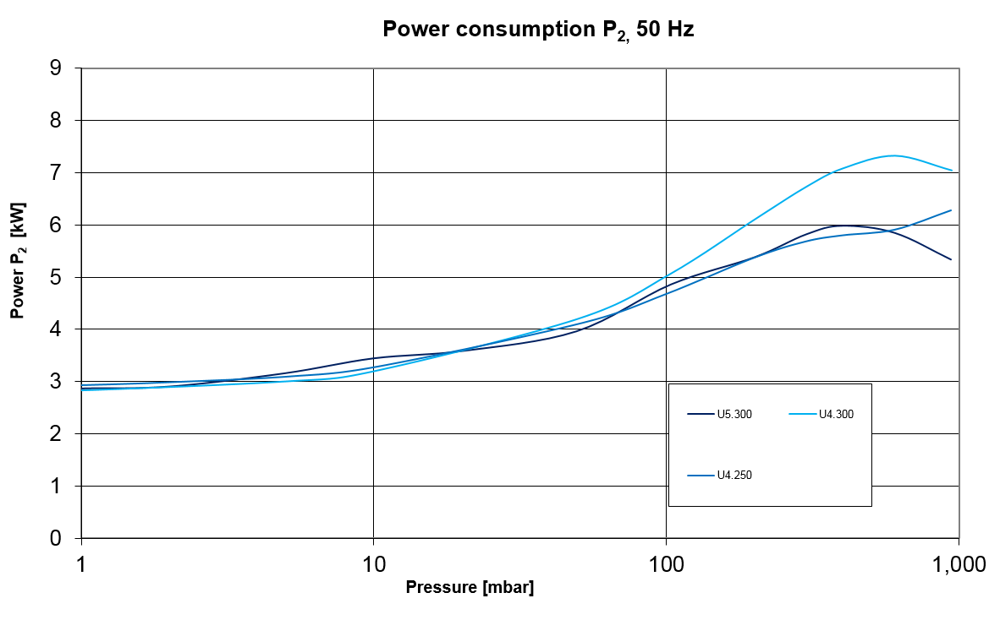 Power consumption P2, 50 Hz
9
8
7
6
5
4
3
2
1
0
Power P2 [kW]
U5.300 U4.300
U4.250
1 10 100 1,000
Pressure [mbar]